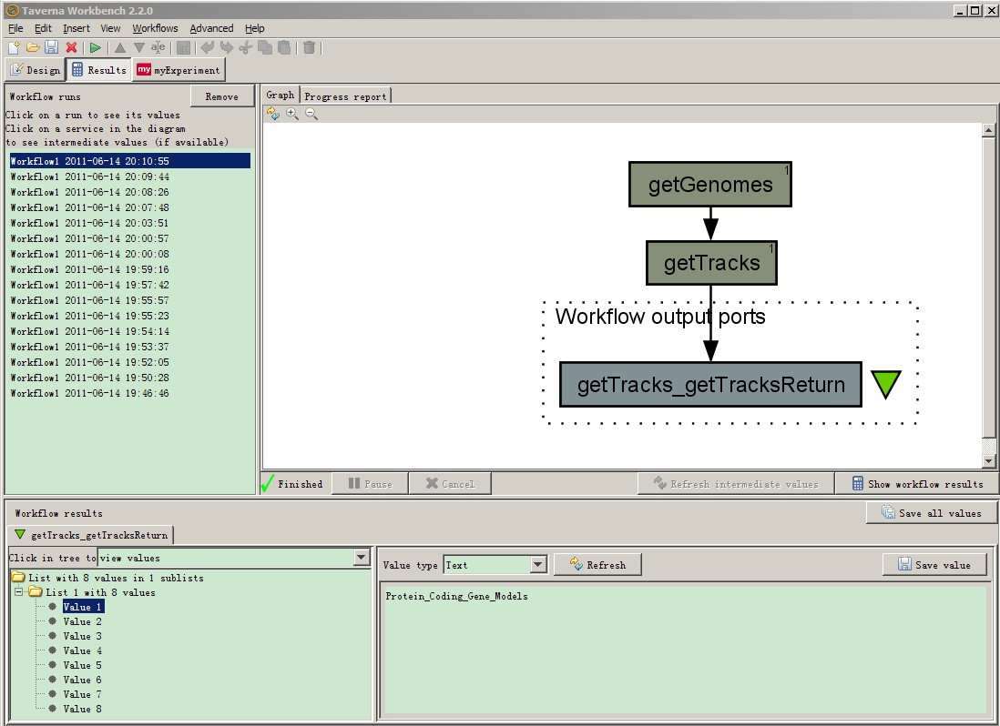 Taverna Workbench 2.2.0
File Edit Insert View Workflows Advanced Help
Design Results my myExperiment
Workflow runs Remove
Click on a run to see its values
Click on a service in the diagram
to see intermediate values (if available)
Workflow1 2011-06-14 20:10:55
Workflow1 2011-06-14 20:09:44
Workflow1 2011-06-14 20:08:26
Workflow1 2011-06-14 20:07:48
Workflow1 2011-06-14 20:03:51
Workflow1 2011-06-14 20:00:57
Workflow1 2011-06-14 20:00:08
Workflow1 2011-06-14 19:59:16
Workflow1 2011-06-14 19:57:42
Workflow1 2011-06-14 19:55:57
Workflow1 2011-06-14 19:55:23
Workflow1 2011-06-14 19:54:14
Workflow1 2011-06-14 19:53:37
Workflow1 2011-06-14 19:52:05
Workflow1 2011-06-14 19:50:28
Workflow1 2011-06-14 19:46:46
Graph Progress report
getGenomes 1
getTracks 1
Workflow output ports
getTracks_getTracksReturn
Finished Pause Cancel Refresh intermediate values Show workflow results
Workflow results Save all values
getTracks_getTracksReturn
Click in tree to view values
List with 8 values in 1 sublists
List 1 with 8 values
Value 1
Value 2
Value 3
Value 4
Value 5
Value 6
Value 7
Value 8
Value type Text Refresh Save value
Protein_Coding_Gene_Models